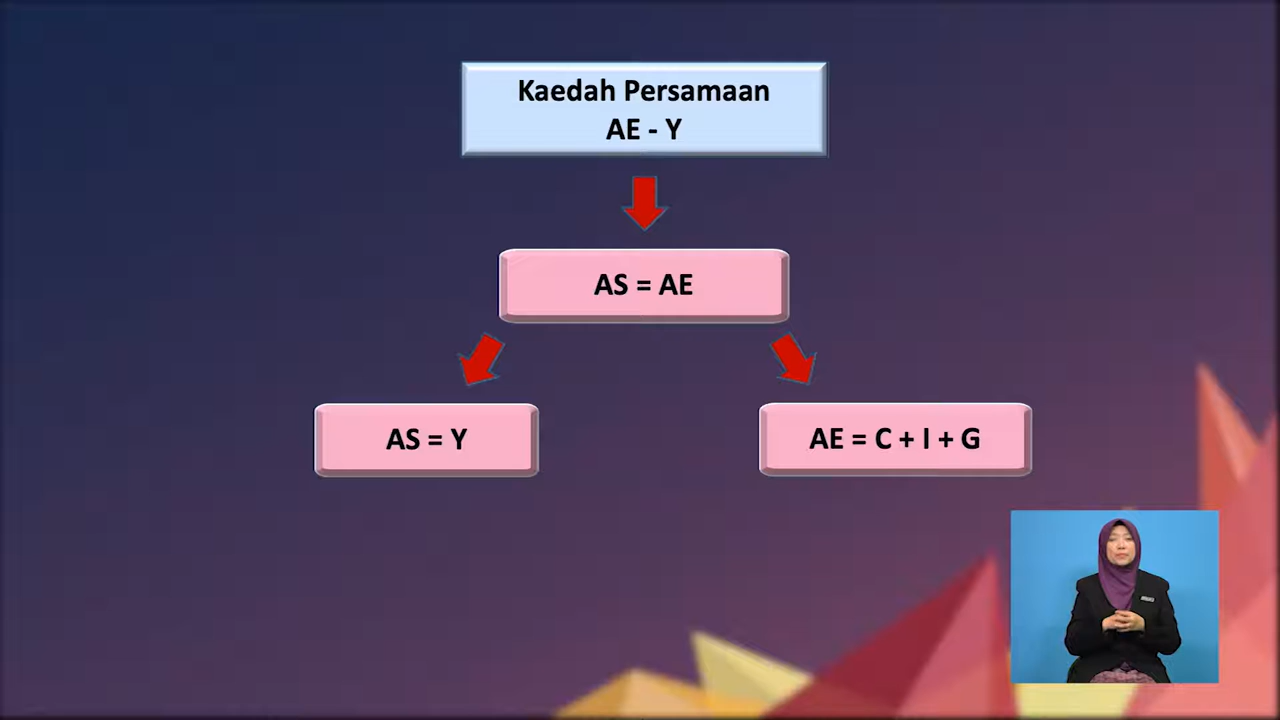 Kaedah Persamaan
AE - Y
AS = AE
AS = Y
AE = C + I + G